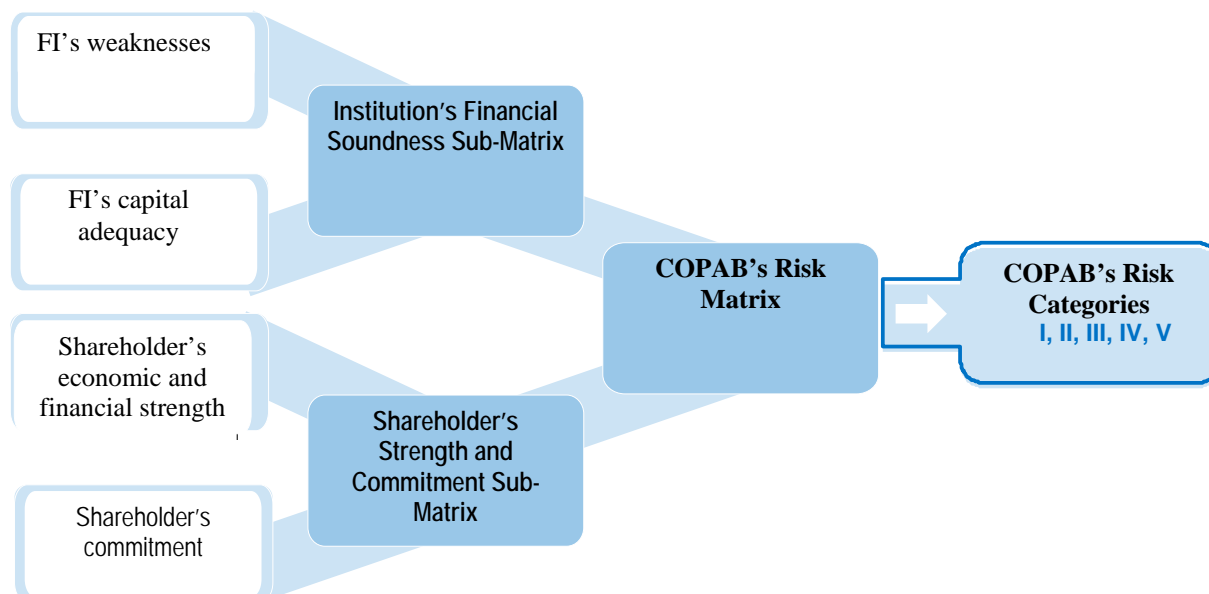 FI’s weaknesses
FI’s capital
adequacy
Shareholder’s
economic and
financial strength
Shareholder’s
commitment
Institution’s Financial
Soundness Sub-Matrix
Shareholder’s
Strength and
Commitment Sub-
Matrix
COPAB’s Risk
Matrix
COPAB’s Risk
Categories
I, II, III, IV, V